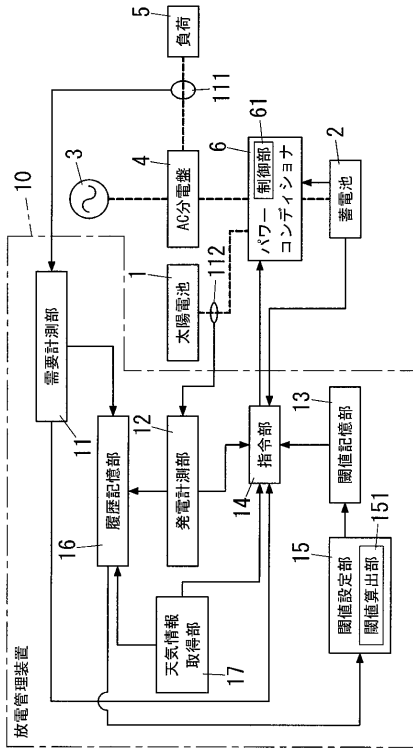 放電管理装置
10
需要計測部
11
履歴記憶部
16
発電計測部
12
天気情報
取得部
17
指令部
14
閾値記憶部
13
閾値設定部
15
閾値算出部
151
3
AC分電盤
4
負荷
5
111
太陽電池
1
112
パワー
コンディショナ
6
制御部
61
蓄電池
2